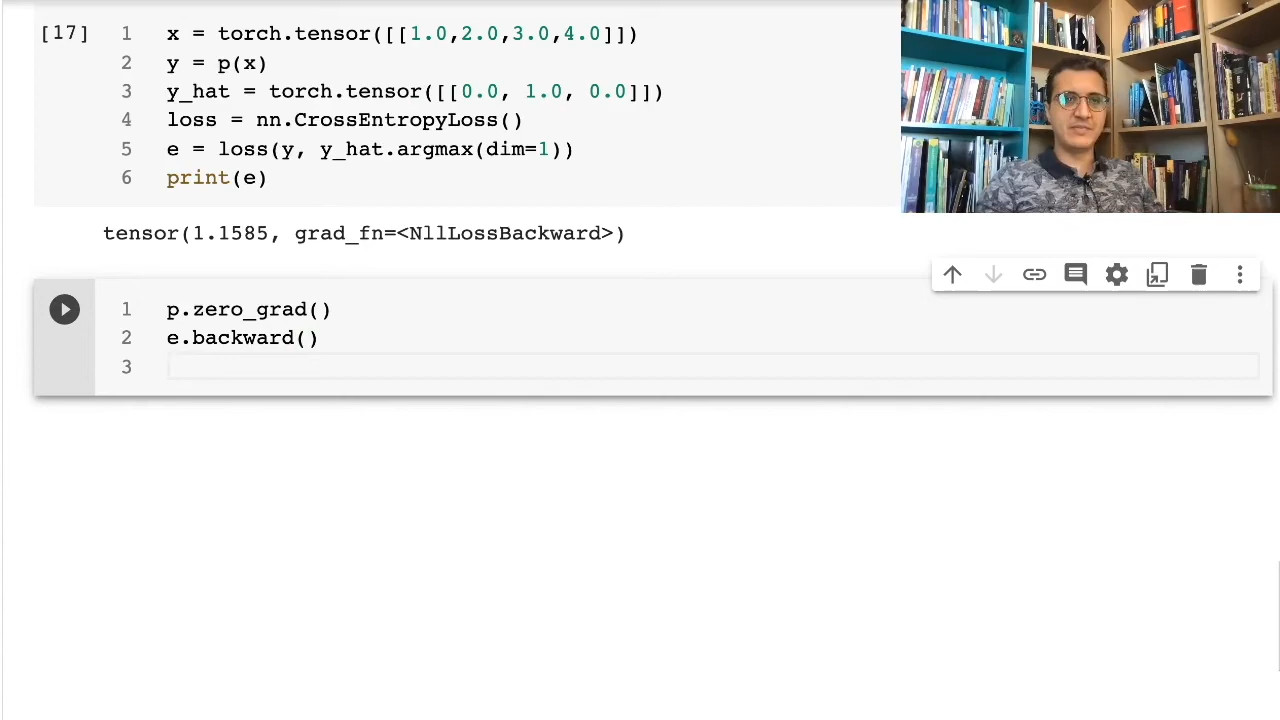 [17] 1 x = torch.tensor([[1.0,2.0,3.0,4.0]])
2 y = p(x)
3 y_hat = torch.tensor([[0.0, 1.0, 0.0]])
4 loss = nn.CrossEntropyLoss()
5 e = loss(y, y_hat.argmax(dim=1))
6 print(e)
tensor(1.1585, grad_fn=<NllLossBackward>)
1 p.zero_grad()
2 e.backward()
3